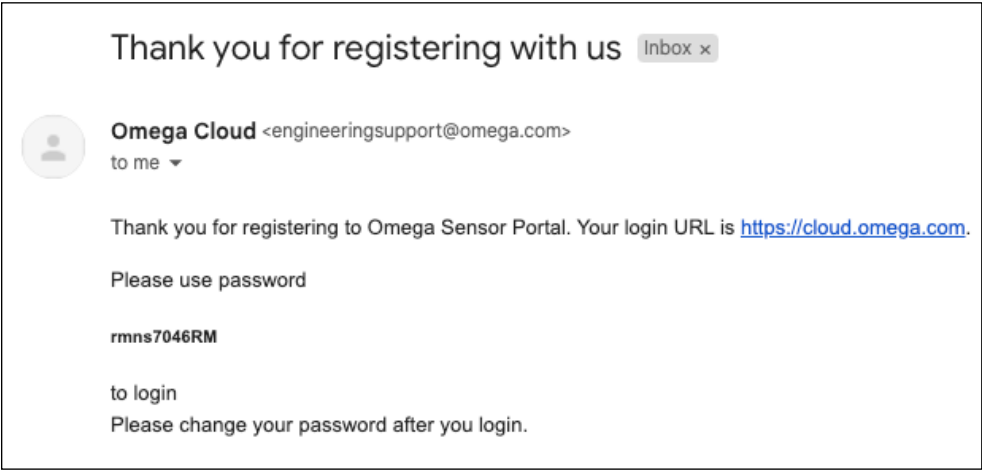 Thank you for registering with us Inbox ×
Omega Cloud <engineeringsupport@omega.com>
to me
Thank you for registering to Omega Sensor Portal. Your login URL is https://cloud.omega.com.
Please use password
rmns7046RM
to login
Please change your password after you login.